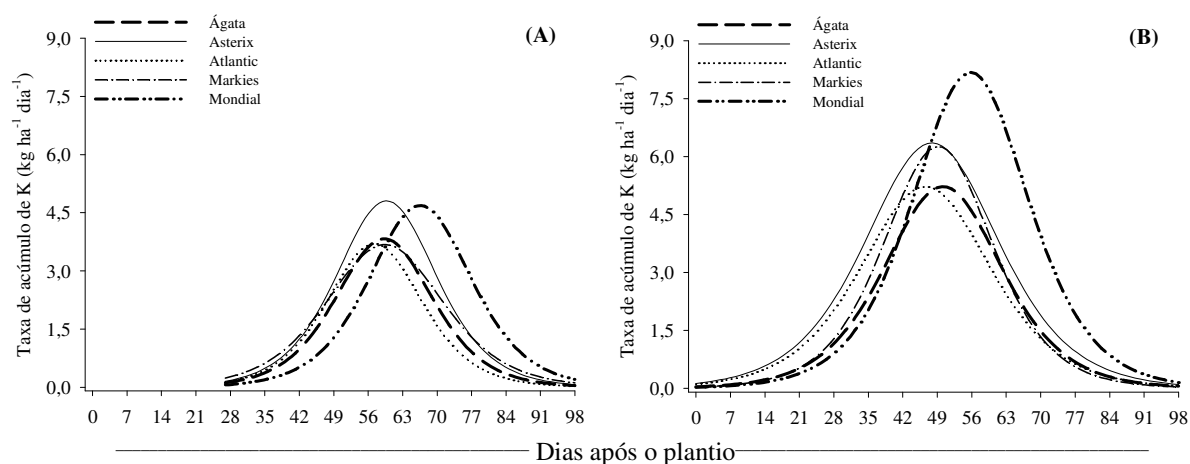 Ágata
Asterix
Atlantic
Markies
Mondial
(A)
Taxa de acúmulo de K (kg ha⁻¹ dia⁻¹)
9,0
7,5
6,0
4,5
3,0
1,5
0,0
0 7 14 21 28 35 42 49 56 63 70 77 84 91 98
Ágata
Asterix
Atlantic
Markies
Mondial
(B)
Taxa de acúmulo de K (kg ha⁻¹ dia⁻¹)
9,0
7,5
6,0
4,5
3,0
1,5
0,0
0 7 14 21 28 35 42 49 56 63 70 77 84 91 98
Dias após o plantio